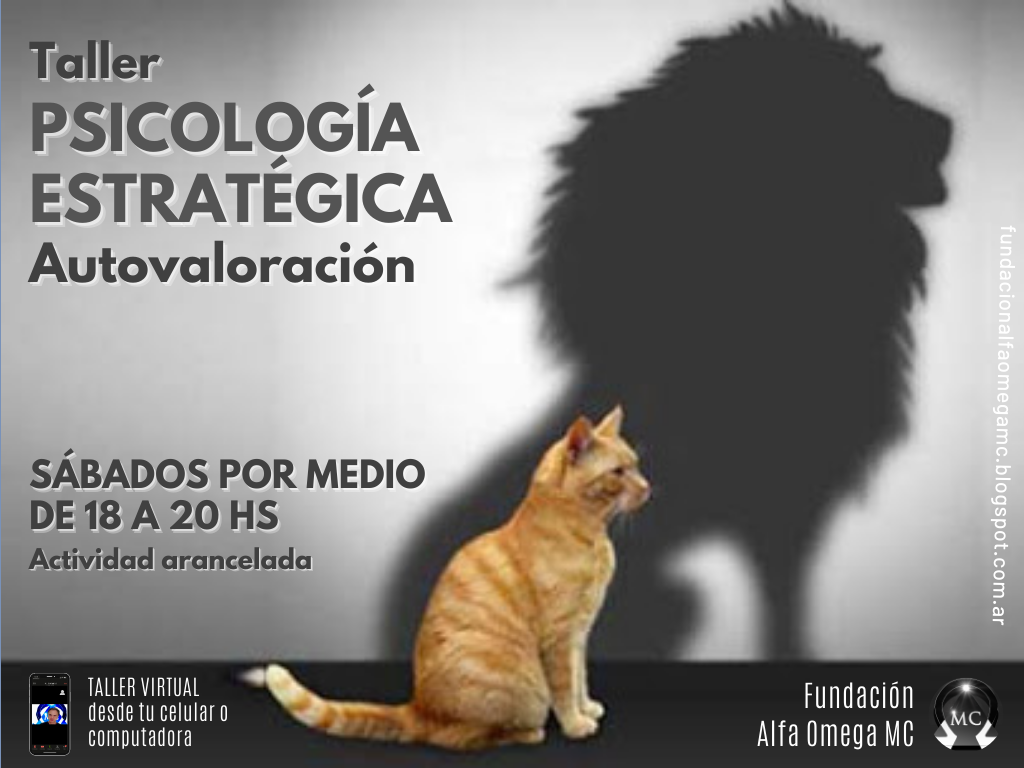 Taller
PSICOLOGÍA
ESTRATÉGICA
Autovaloración
SÁBADOS POR MEDIO
DE 18 A 20 HS
Actividad arancelada
TALLER VIRTUAL
desde tu celular o
computadora
Fundación
Alfa Omega MC
MC
fundacionalfaomegamc.blogspot.com.ar